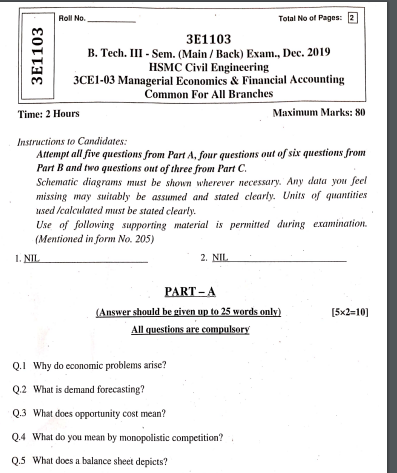 Roll No. ____________ Total No of Pages: 2
3E1103
3E1103
B. Tech. III - Sem. (Main / Back) Exam., Dec. 2019
HSMC Civil Engineering
3CE1-03 Managerial Economics & Financial Accounting
Common For All Branches
Time: 2 Hours Maximum Marks: 80
Instructions to Candidates:
Attempt all five questions from Part A, four questions out of six questions from
Part B and two questions out of three from Part C.
Schematic diagrams must be shown wherever necessary. Any data you feel
missing may suitably be assumed and stated clearly. Units of quantities
used /calculated must be stated clearly.
Use of following supporting material is permitted during examination.
(Mentioned in form No. 205)
1. NIL____________ 2. NIL____________
PART – A
(Answer should be given up to 25 words only) [5×2=10]
All questions are compulsory
Q.1 Why do economic problems arise?
Q.2 What is demand forecasting?
Q.3 What does opportunity cost mean?
Q.4 What do you mean by monopolistic competition?
Q.5 What does a balance sheet depicts?